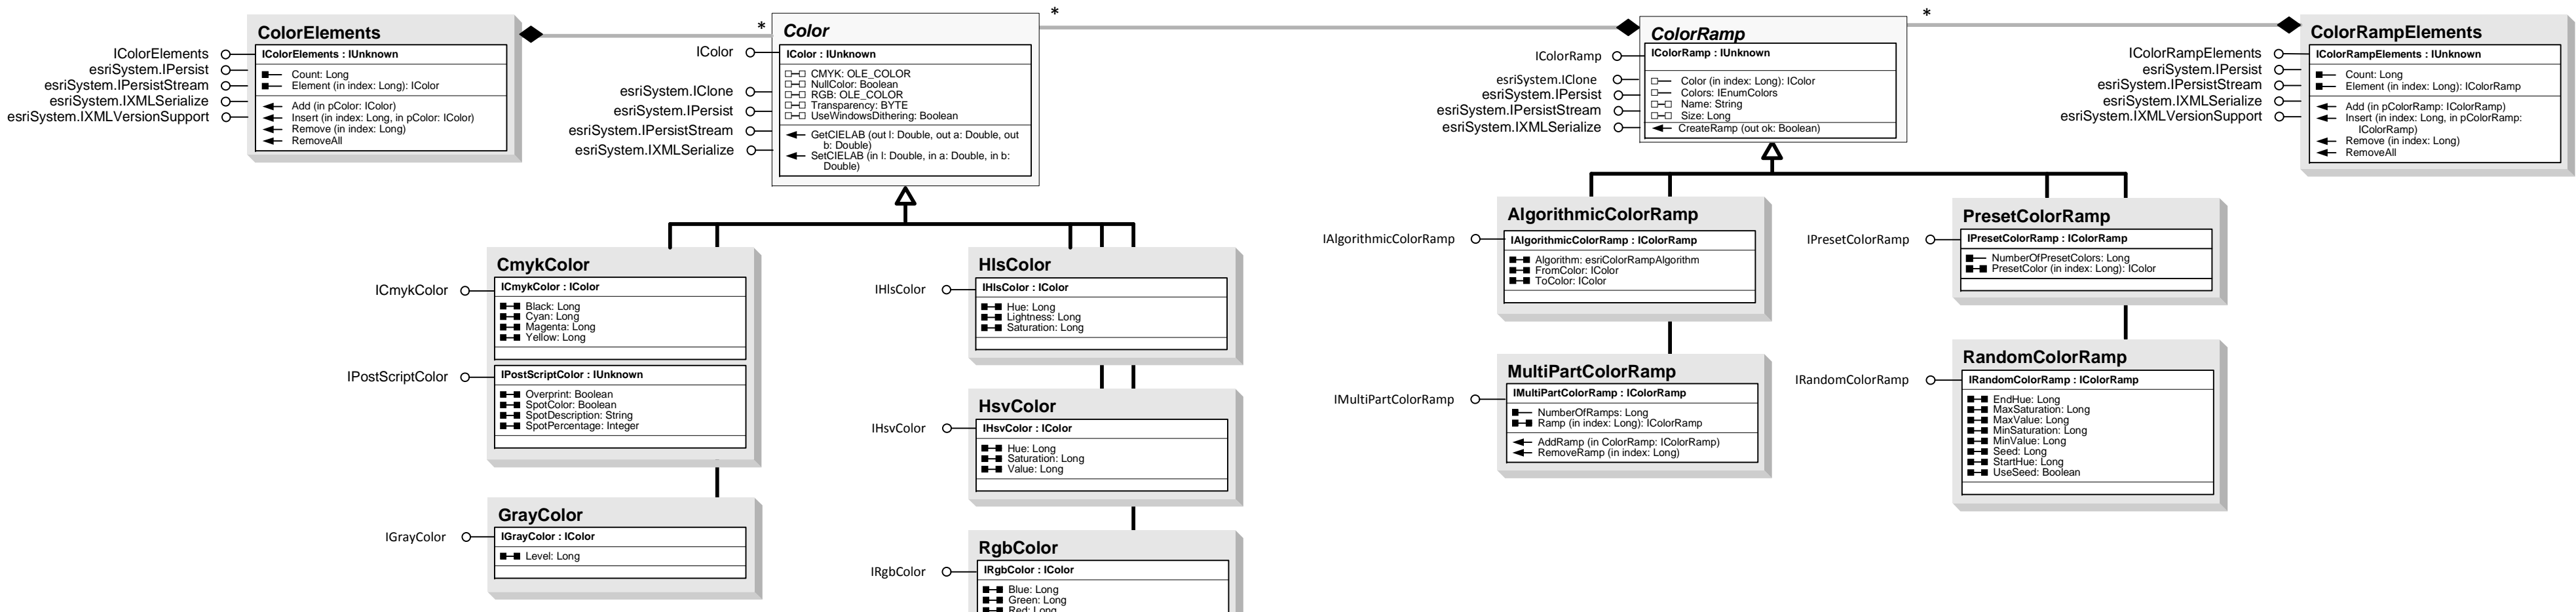 ColorElements
IColorElements : IUnknown
Count: Long
Element (in index: Long): IColor
Add (in pColor: IColor)
Insert (in index: Long, in pColor: IColor)
Remove (in index: Long)
RemoveAll
IColorElements
esriSystem.IPersist
esriSystem.IPersistStream
esriSystem.IXMLSerialize
esriSystem.IXMLVersionSupport
*
Color
IColor : IUnknown
CMYK: OLE_COLOR
NullColor: Boolean
RGB: OLE_COLOR
Transparency: BYTE
UseWindowsDithering: Boolean
GetCIELAB (out l: Double, out a: Double, out
b: Double)
SetCIELAB (in l: Double, in a: Double, in b:
Double)
IColor
esriSystem.IClone
esriSystem.IPersist
esriSystem.IPersistStream
esriSystem.IXMLSerialize
*
ColorRamp
IColorRamp : IUnknown
Color (in index: Long): IColor
Colors: IEnumColors
Name: String
Size: Long
CreateRamp (out ok: Boolean)
IColorRamp
esriSystem.IClone
esriSystem.IPersist
esriSystem.IPersistStream
esriSystem.IXMLSerialize
*
ColorRampElements
IColorRampElements : IUnknown
Count: Long
Element (in index: Long): IColorRamp
Add (in pColorRamp: IColorRamp)
Insert (in index: Long, in pColorRamp:
IColorRamp)
Remove (in index: Long)
RemoveAll
IColorRampElements
esriSystem.IPersist
esriSystem.IPersistStream
esriSystem.IXMLSerialize
esriSystem.IXMLVersionSupport
CmykColor
ICmykColor : IColor
Black: Long
Cyan: Long
Magenta: Long
Yellow: Long
ICmykColor
IPostScriptColor : IUnknown
Overprint: Boolean
SpotColor: Boolean
SpotDescription: String
SpotPercentage: Integer
IPostScriptColor
GrayColor
IGrayColor : IColor
Level: Long
IGrayColor
HlsColor
IHlsColor : IColor
Hue: Long
Lightness: Long
Saturation: Long
IHlsColor
HsvColor
IHsvColor : IColor
Hue: Long
Saturation: Long
Value: Long
IHsvColor
RgbColor
IRgbColor : IColor
Blue: Long
Green: Long
Red: Long
IRgbColor
AlgorithmicColorRamp
IAlgorithmicColorRamp : IColorRamp
Algorithm: esriColorRampAlgorithm
FromColor: IColor
ToColor: IColor
IAlgorithmicColorRamp
MultiPartColorRamp
IMultiPartColorRamp : IColorRamp
NumberOfRamps: Long
Ramp (in index: Long): IColorRamp
AddRamp (in ColorRamp: IColorRamp)
RemoveRamp (in index: Long)
IMultiPartColorRamp
PresetColorRamp
IPresetColorRamp : IColorRamp
NumberOfPresetColors: Long
PresetColor (in index: Long): IColor
IPresetColorRamp
RandomColorRamp
IRandomColorRamp : IColorRamp
EndHue: Long
MaxSaturation: Long
MaxValue: Long
MinSaturation: Long
MinValue: Long
Seed: Long
StartHue: Long
UseSeed: Boolean
IRandomColorRamp